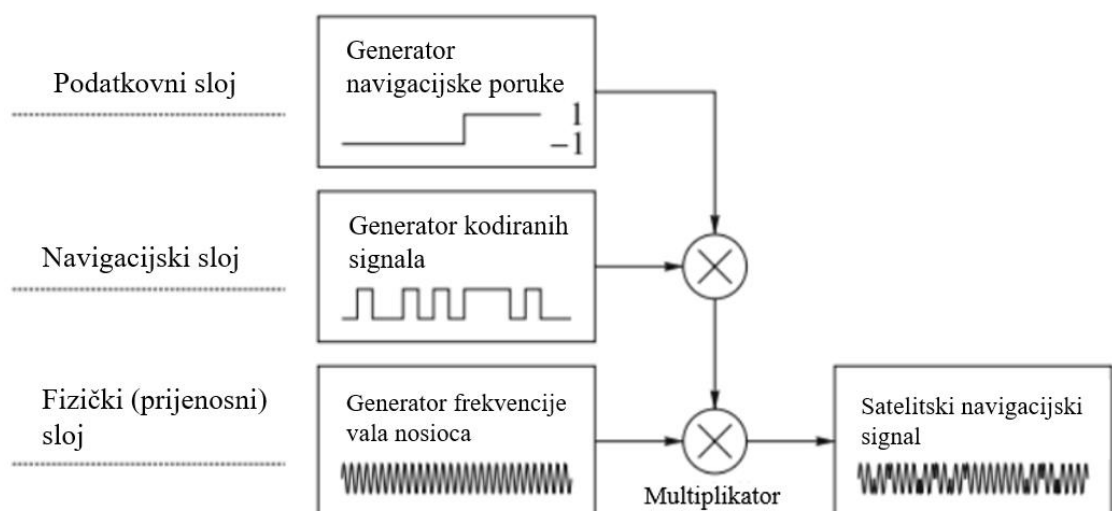 Podatkovni sloj
Generator
navigacijske poruke
1
−1
Navigacijski sloj
Generator kodiranih
signala
Fizički (prijenosni)
sloj
Generator frekvencije
vala nosioca
Multiplikator
Satelitski navigacijski
signal